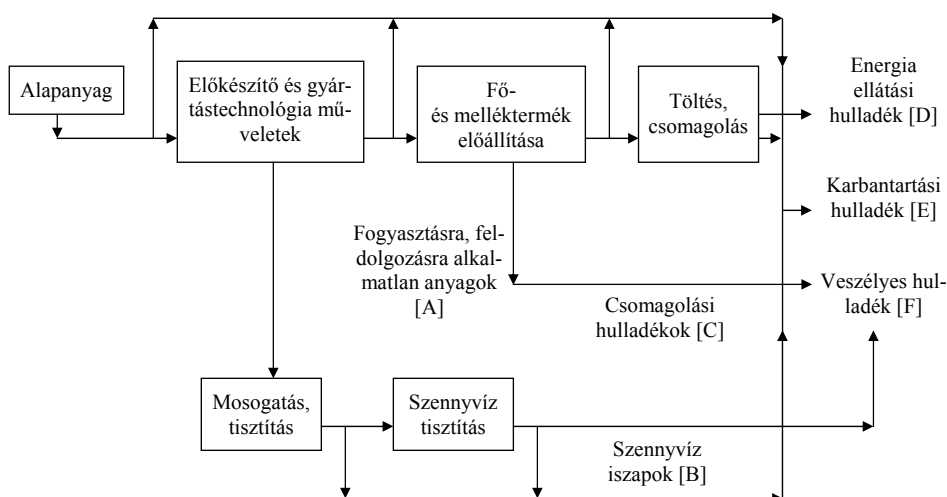 Alapanyag
Előkészítő és gyár-
tástechnológia mű-
veletek
Fő-
és melléktermék
előállítása
Töltés,
csomagolás
Energia
ellátási
hulladék [D]
Karbantartási
hulladék [E]
Fogyasztásra, fel-
dolgozásra alkal-
matlan anyagok
[A]
Csomagolási
hulladékok [C]
Veszélyes hul-
ladék [F]
Mosogatás,
tisztítás
Szennyvíz
tisztítás
Szennyvíz
iszapok [B]